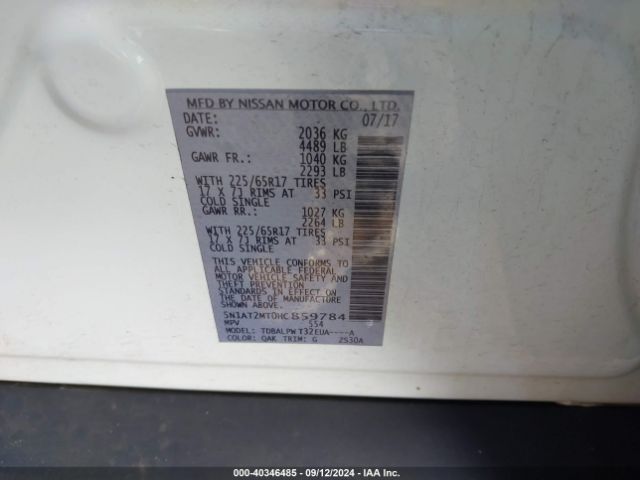 MFD BY NISSAN MOTOR CO., LTD.
DATE: 07/17
GVWR: 2036 KG
4489 LB
GAWR FR.: 1040 KG
2293 LB
WITH 225/65R17 TIRES
17 X 7J RIMS AT 33 PSI
COLD SINGLE
GAWR RR.: 1027 KG
2264 LB
WITH 225/65R17 TIRES
17 X 7J RIMS AT 33 PSI
COLD SINGLE
THIS VEHICLE CONFORMS TO
ALL APPLICABLE FEDERAL
MOTOR VEHICLE SAFETY AND
THEFT PREVENTION
STANDARDS IN EFFECT ON
THE DATE OF MANUFACTURE
SHOWN ABOVE.
5N1AT2MT0HC859784
MPV 554
MODEL: TDBALPW T32EUA----A
COLOR: QAK TRIM: G 2S30A
000-40346485 - 09/12/2024 - IAA Inc.